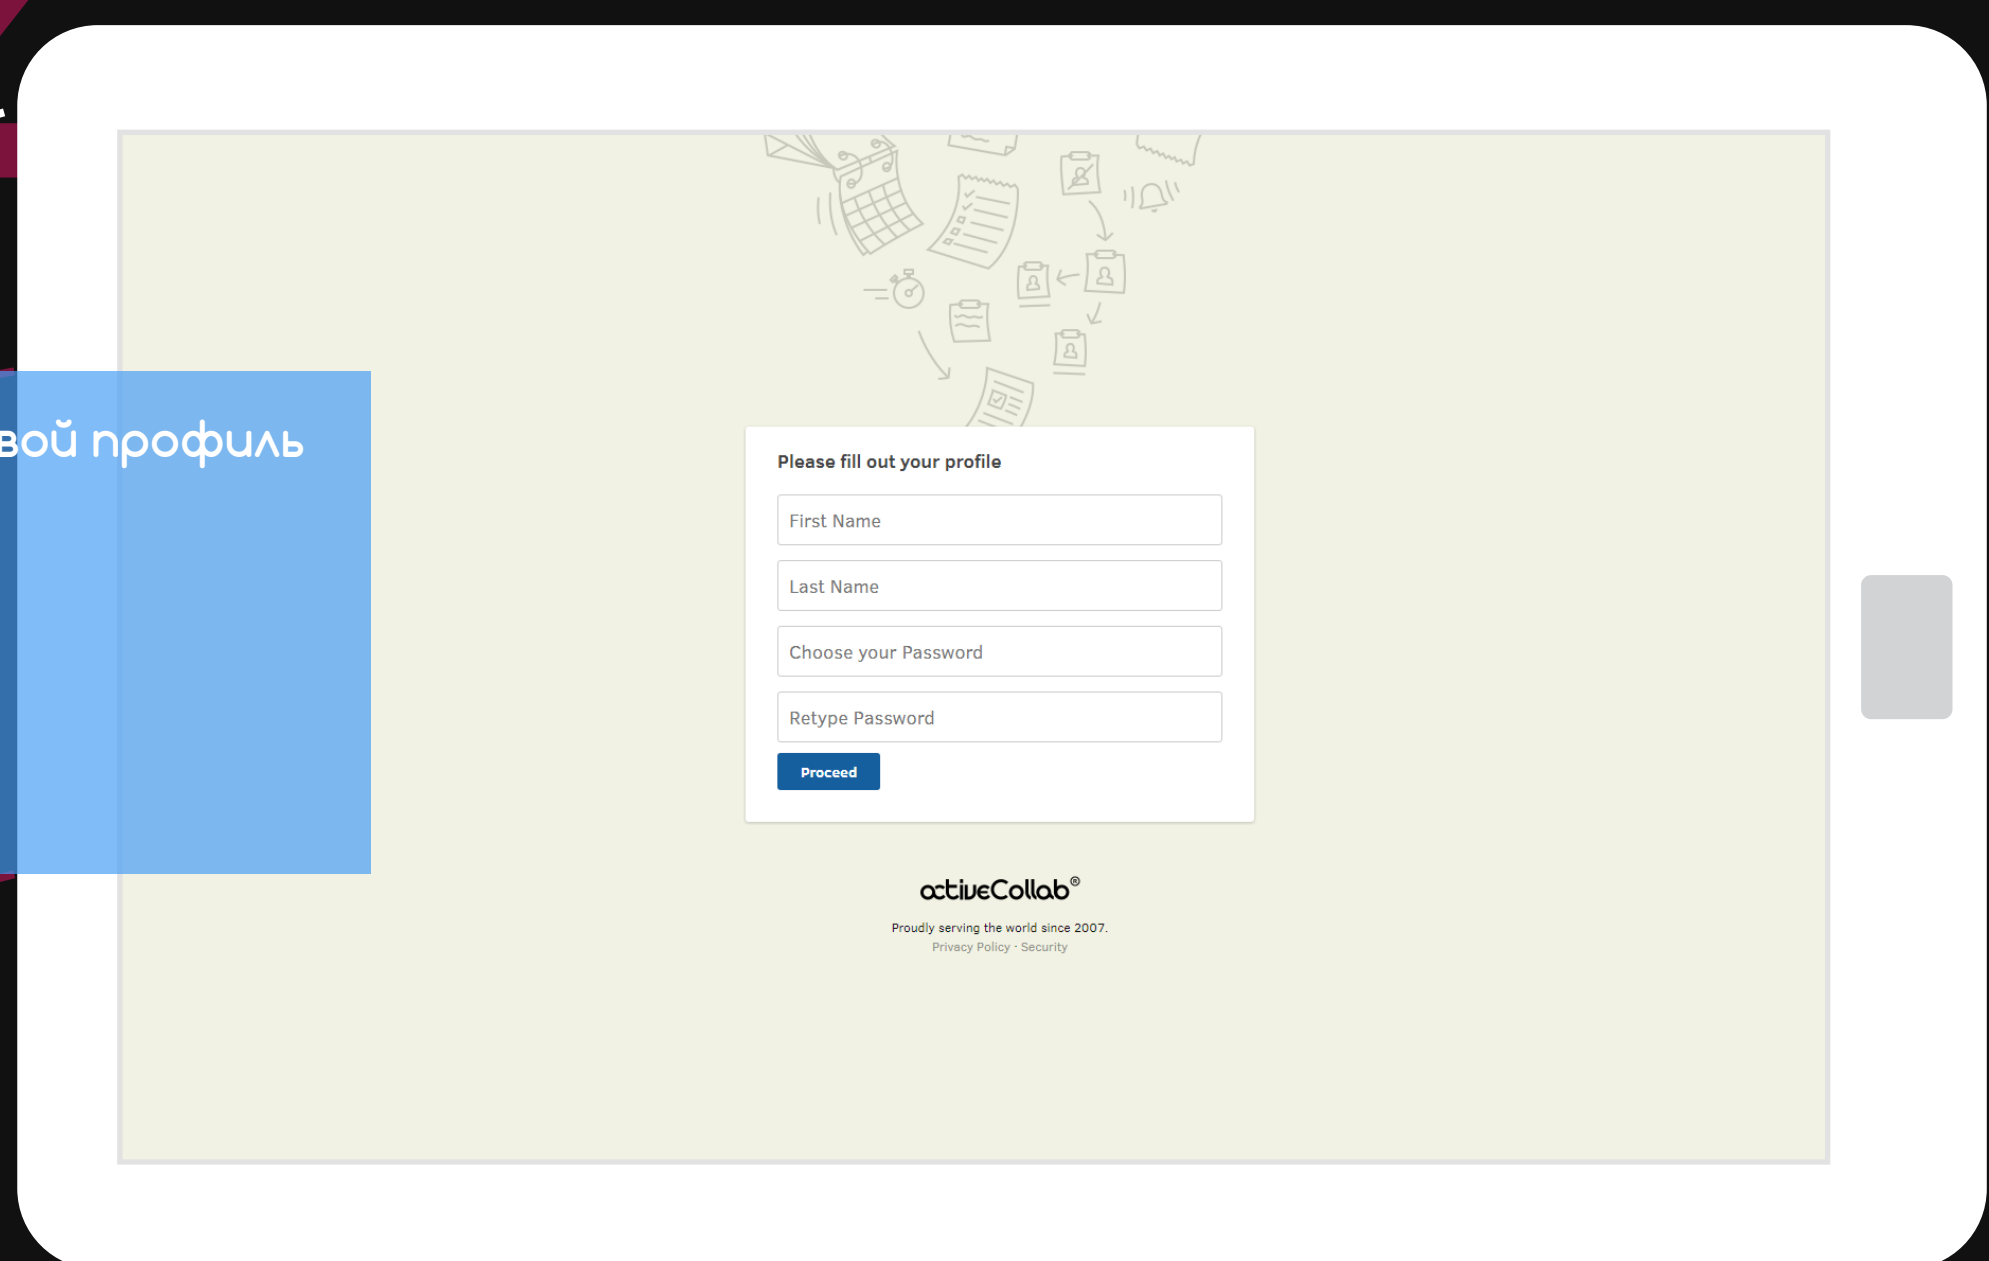 вой профиль
Please fill out your profile
First Name
Last Name
Choose your Password
Retype Password
Proceed
activeCollab®
Proudly serving the world since 2007.
Privacy Policy · Security